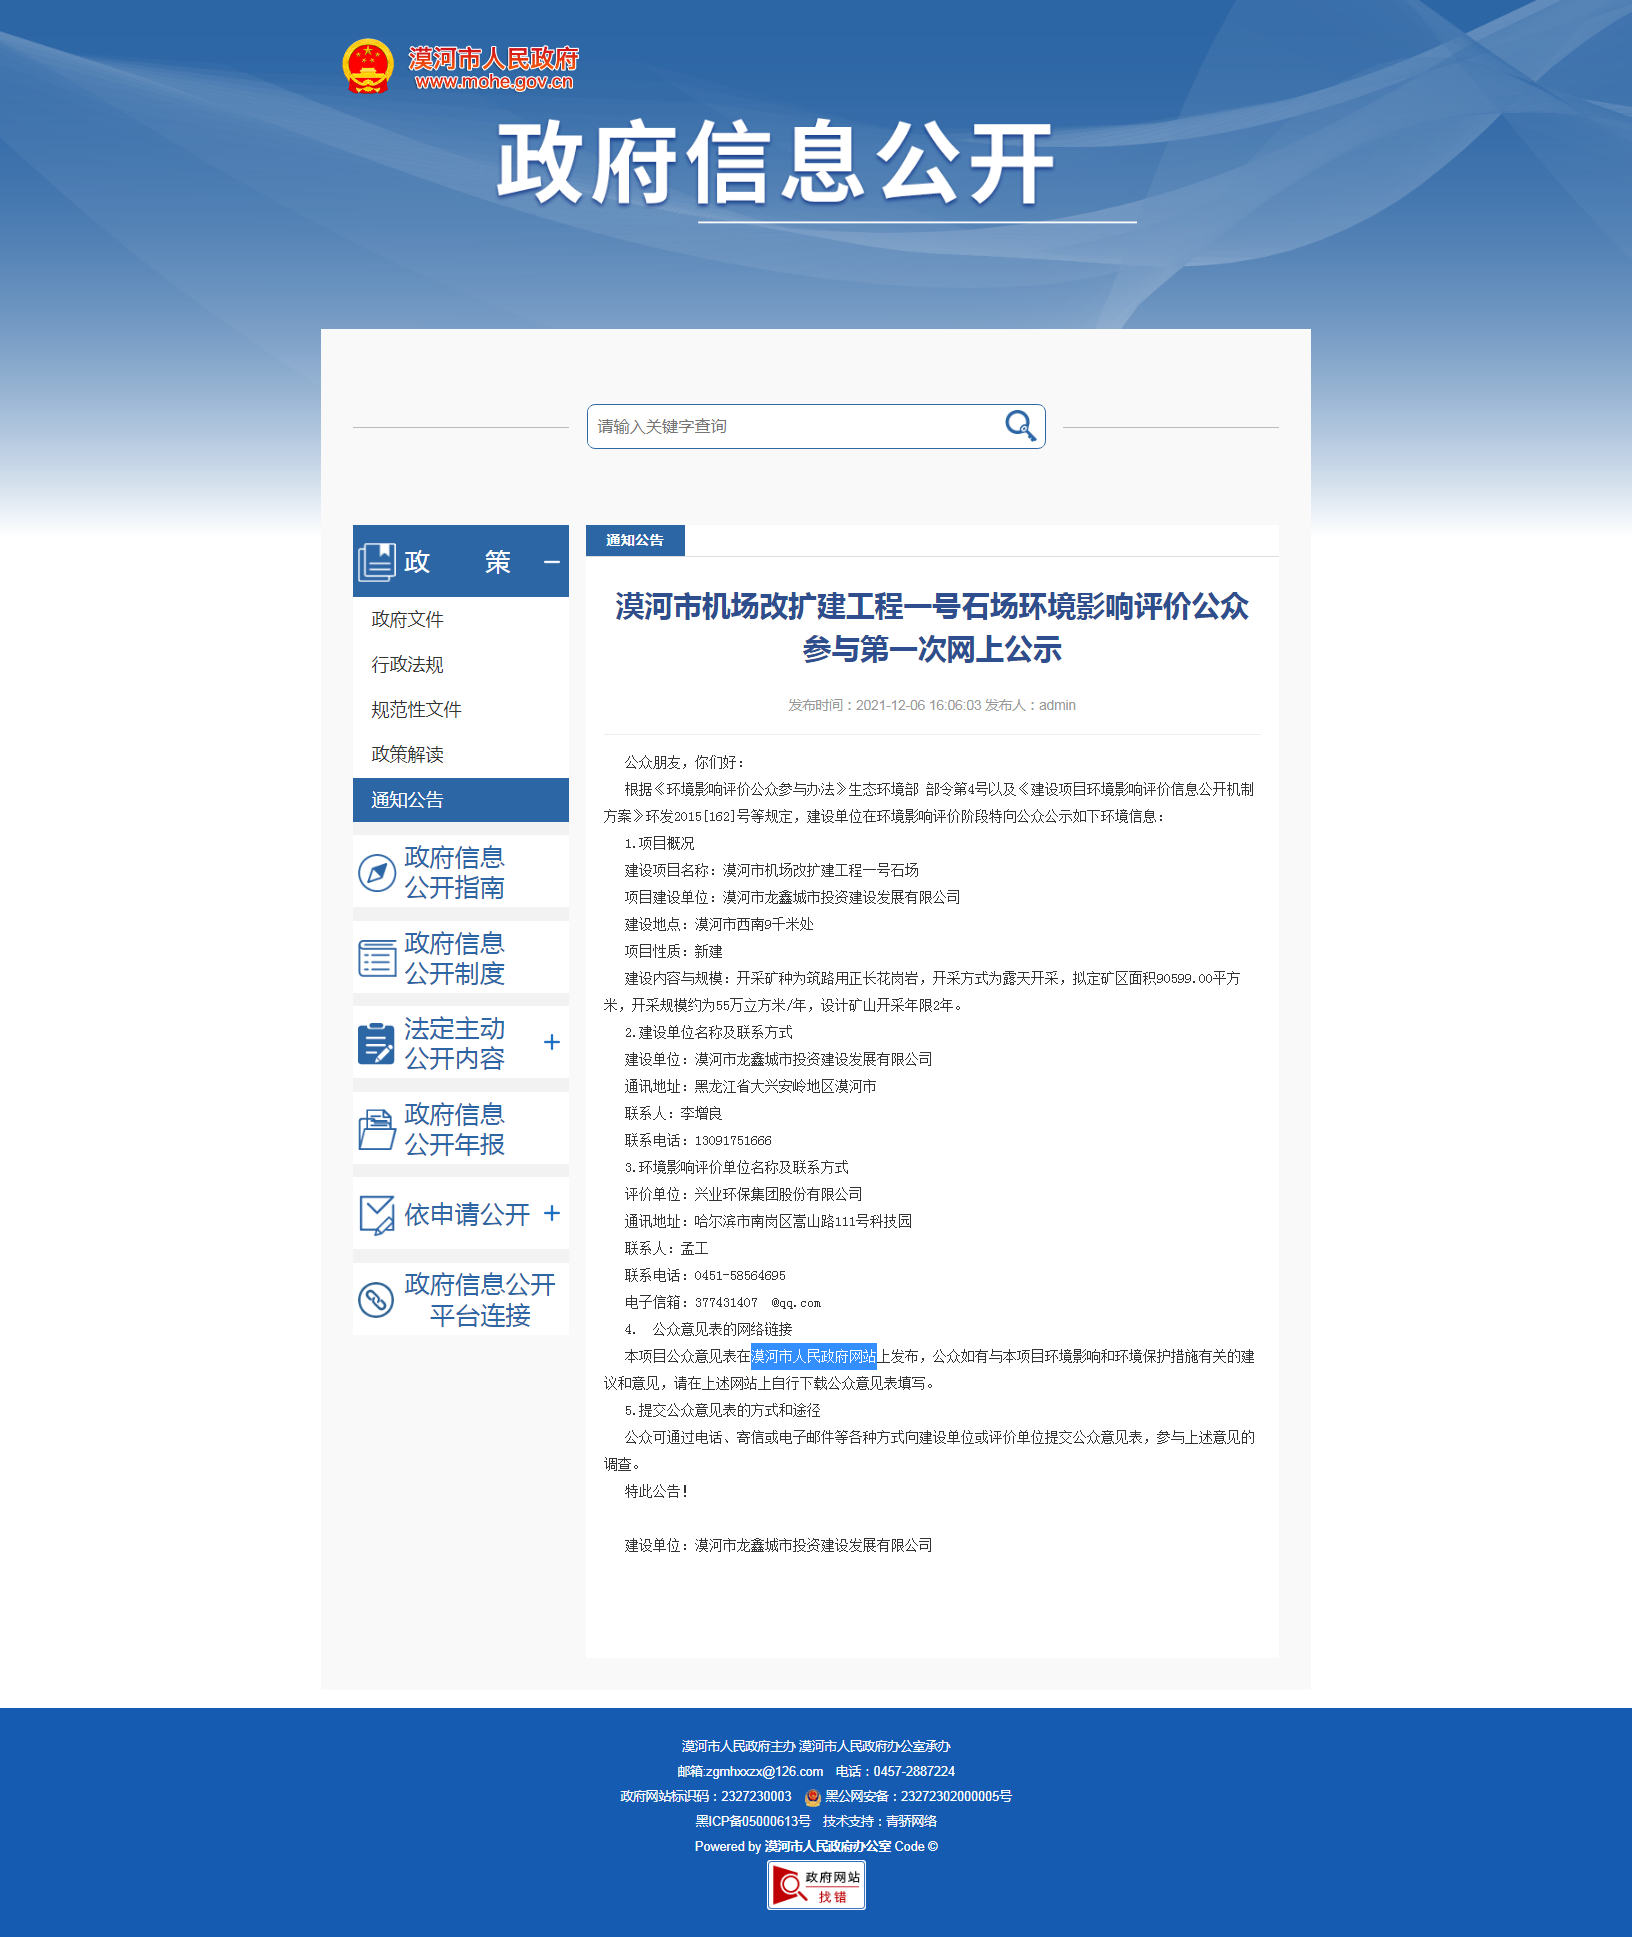 漠河市人民政府
www.mohe.gov.cn
政府信息公开
请输入关键字查询
政 策
政府文件
行政法规
规范性文件
政策解读
通知公告
政府信息
公开指南
政府信息
公开制度
法定主动
公开内容
政府信息
公开年报
依申请公开
政府信息公开
平台连接
通知公告
漠河市机场改扩建工程一号石场环境影响评价公众
参与第一次网上公示
发布时间：2021-12-06 16:06:03 发布人：admin
公众朋友，你们好：
根据《环境影响评价公众参与办法》生态环境部 部令第4号以及《建设项目环境影响评价信息公开机制
方案》环发2015[162]号等规定，建设单位在环境影响评价阶段特向公众公示如下环境信息：
1.项目概况
建设项目名称：漠河市机场改扩建工程一号石场
项目建设单位：漠河市龙鑫城市投资建设发展有限公司
建设地点：漠河市西南9千米处
项目性质：新建
建设内容与规模：开采矿种为筑路用正长花岗岩，开采方式为露天开采，拟定矿区面积90599.00平方
米，开采规模约为55万立方米/年，设计矿山开采年限2年。
2.建设单位名称及联系方式
建设单位：漠河市龙鑫城市投资建设发展有限公司
通讯地址：黑龙江省大兴安岭地区漠河市
联系人：李增良
联系电话：13091751666
3.环境影响评价单位名称及联系方式
评价单位：兴业环保集团股份有限公司
通讯地址：哈尔滨市南岗区嵩山路111号科技园
联系人：孟工
联系电话：0451-58564695
电子信箱：377431407 @qq.com
4. 公众意见表的网络链接
本项目公众意见表在漠河市人民政府网站上发布，公众如有与本项目环境影响和环境保护措施有关的建
议和意见，请在上述网站上自行下载公众意见表填写。
5.提交公众意见表的方式和途径
公众可通过电话、寄信或电子邮件等各种方式向建设单位或评价单位提交公众意见表，参与上述意见的
调查。
特此公告！
建设单位：漠河市龙鑫城市投资建设发展有限公司
漠河市人民政府主办 漠河市人民政府办公室承办
邮箱:zgmhxxzx@126.com 电话：0457-2887224
政府网站标识码：2327230003 黑公网安备：23272302000005号
黑ICP备05000613号 技术支持：青骄网络
Powered by 漠河市人民政府办公室 Code ©
政府网站
找错